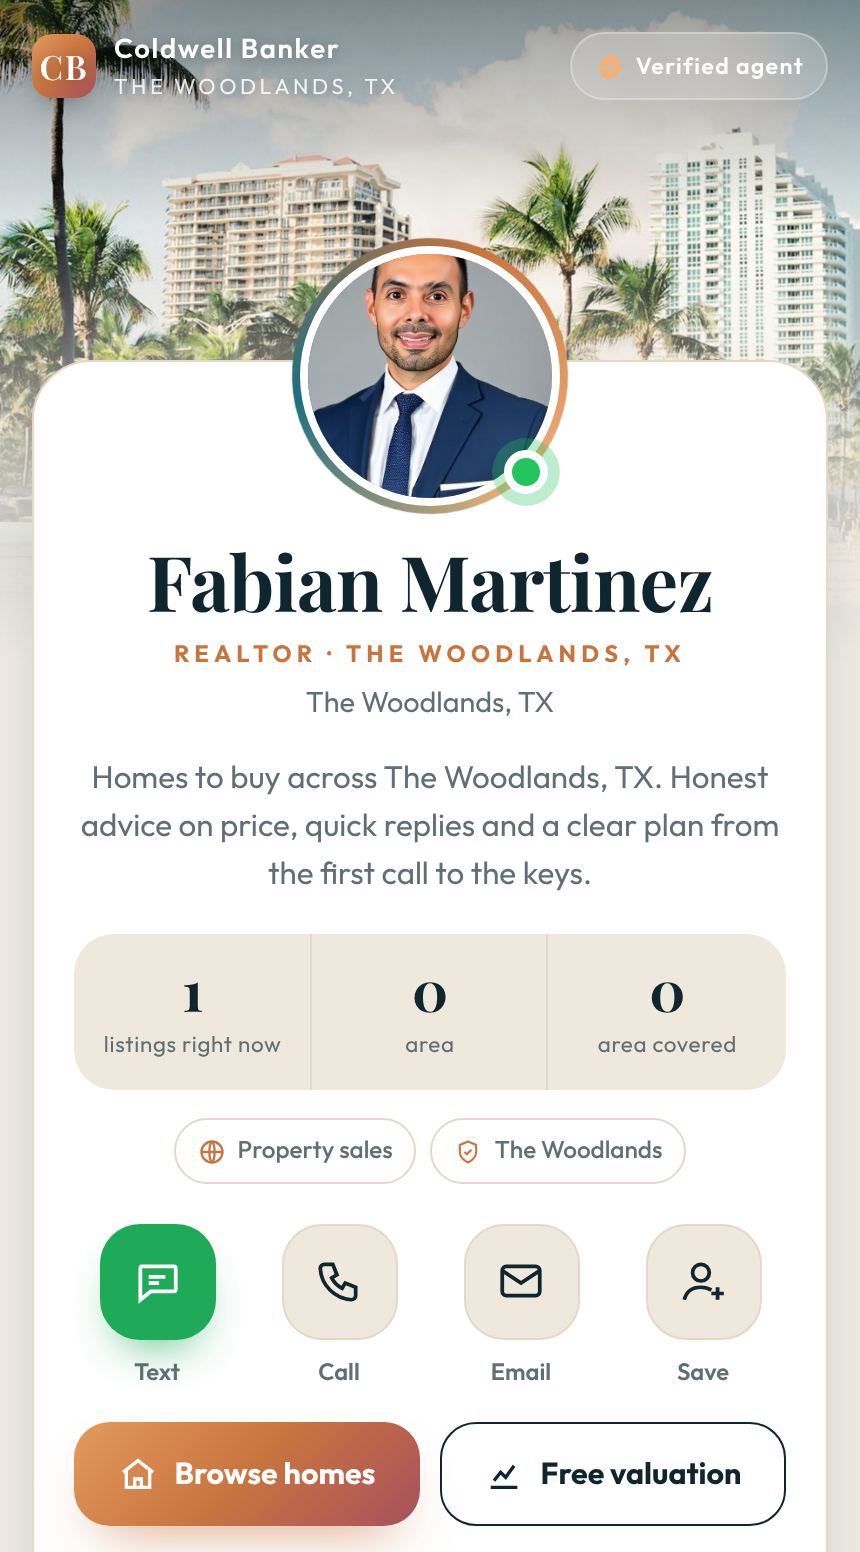 CB
Coldwell Banker
THE WOODLANDS, TX
Verified agent
Fabian Martinez
REALTOR · THE WOODLANDS, TX
The Woodlands, TX
Homes to buy across The Woodlands, TX. Honest
advice on price, quick replies and a clear plan from
the first call to the keys.
1
listings right now
0
area
0
area covered
Property sales
The Woodlands
Text
Call
Email
Save
Browse homes
Free valuation